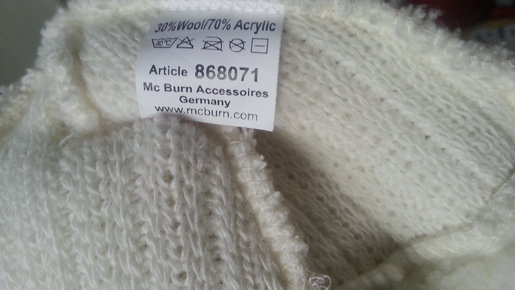 30%Wool/70% Acrylic
Article 868071
Mc Burn Accessoires
Germany
www.mcburn.com